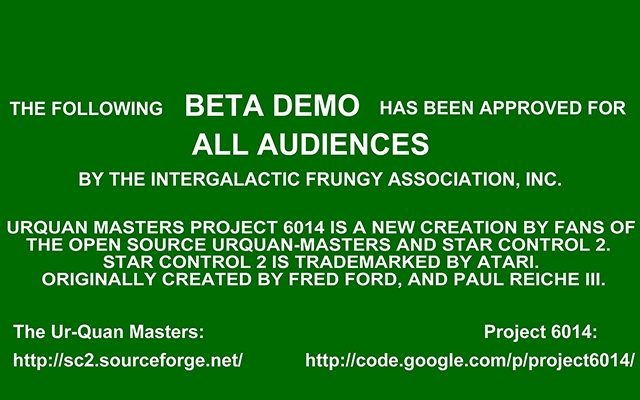 THE FOLLOWING BETA DEMO HAS BEEN APPROVED FOR
ALL AUDIENCES
BY THE INTERGALACTIC FRUNGY ASSOCIATION, INC.
URQUAN MASTERS PROJECT 6014 IS A NEW CREATION BY FANS OF
THE OPEN SOURCE URQUAN-MASTERS AND STAR CONTROL 2.
STAR CONTROL 2 IS TRADEMARKED BY ATARI.
ORIGINALLY CREATED BY FRED FORD, AND PAUL REICHE III.
The Ur-Quan Masters: Project 6014:
http://sc2.sourceforge.net/ http://code.google.com/p/project6014/